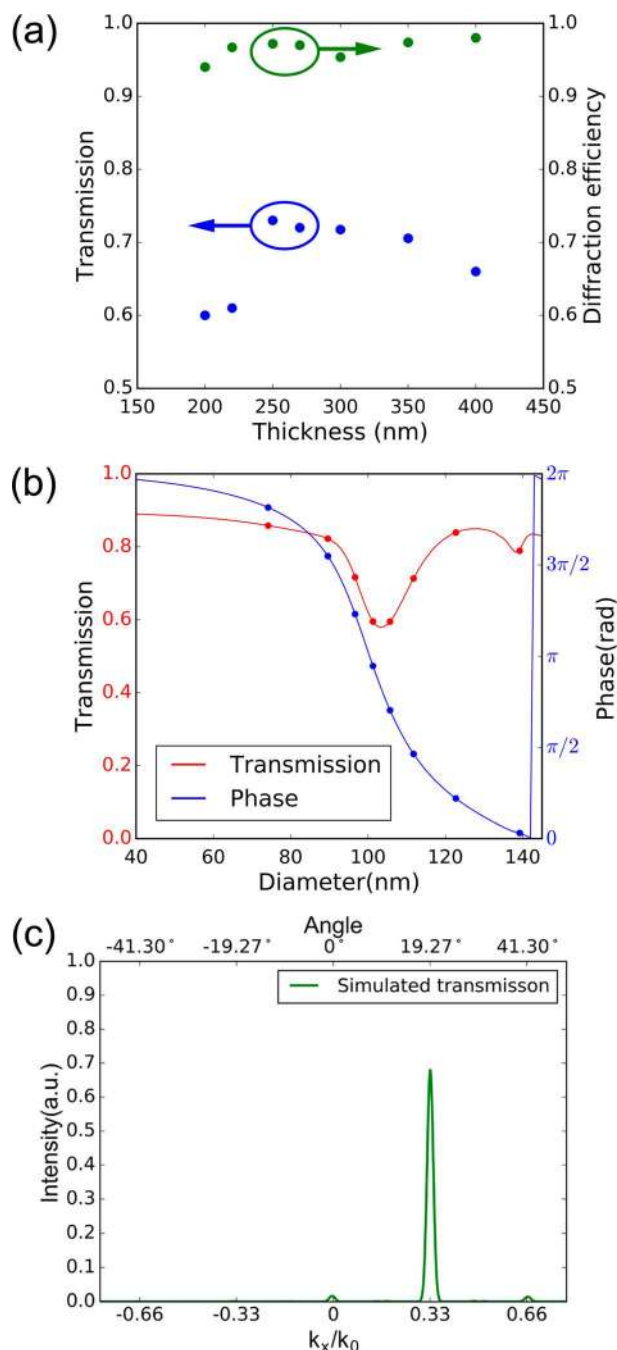 (a)
1.0 1.0
0.9 0.9
0.8 0.8
0.7 0.7
0.6 0.6
0.5 0.5
Transmission
Diffraction efficiency
150 200 250 300 350 400 450
Thickness (nm)
(b)
1.0 2π
0.8 3π/2
0.6 π
0.4 π/2
0.2
0.0 0
Transmission
Phase(rad)
Transmission
Phase
40 60 80 100 120 140
Diameter(nm)
(c)
Angle
-41.30° -19.27° 0° 19.27° 41.30°
1.0
0.9
0.8
0.7
0.6
0.5
0.4
0.3
0.2
0.1
0.0
Intensity(a.u.)
Simulated transmisson
-0.66 -0.33 0 0.33 0.66
kₓ/k₀